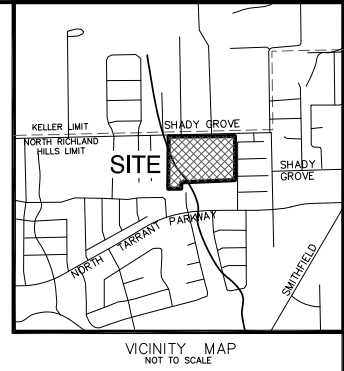 KELLER LIMIT
SHADY GROVE
NORTH RICHLAND
HILLS LIMIT
SITE
SHADY
GROVE
NORTH TARRANT PARKWAY
SMITHFIELD
VICINITY MAP
NOT TO SCALE